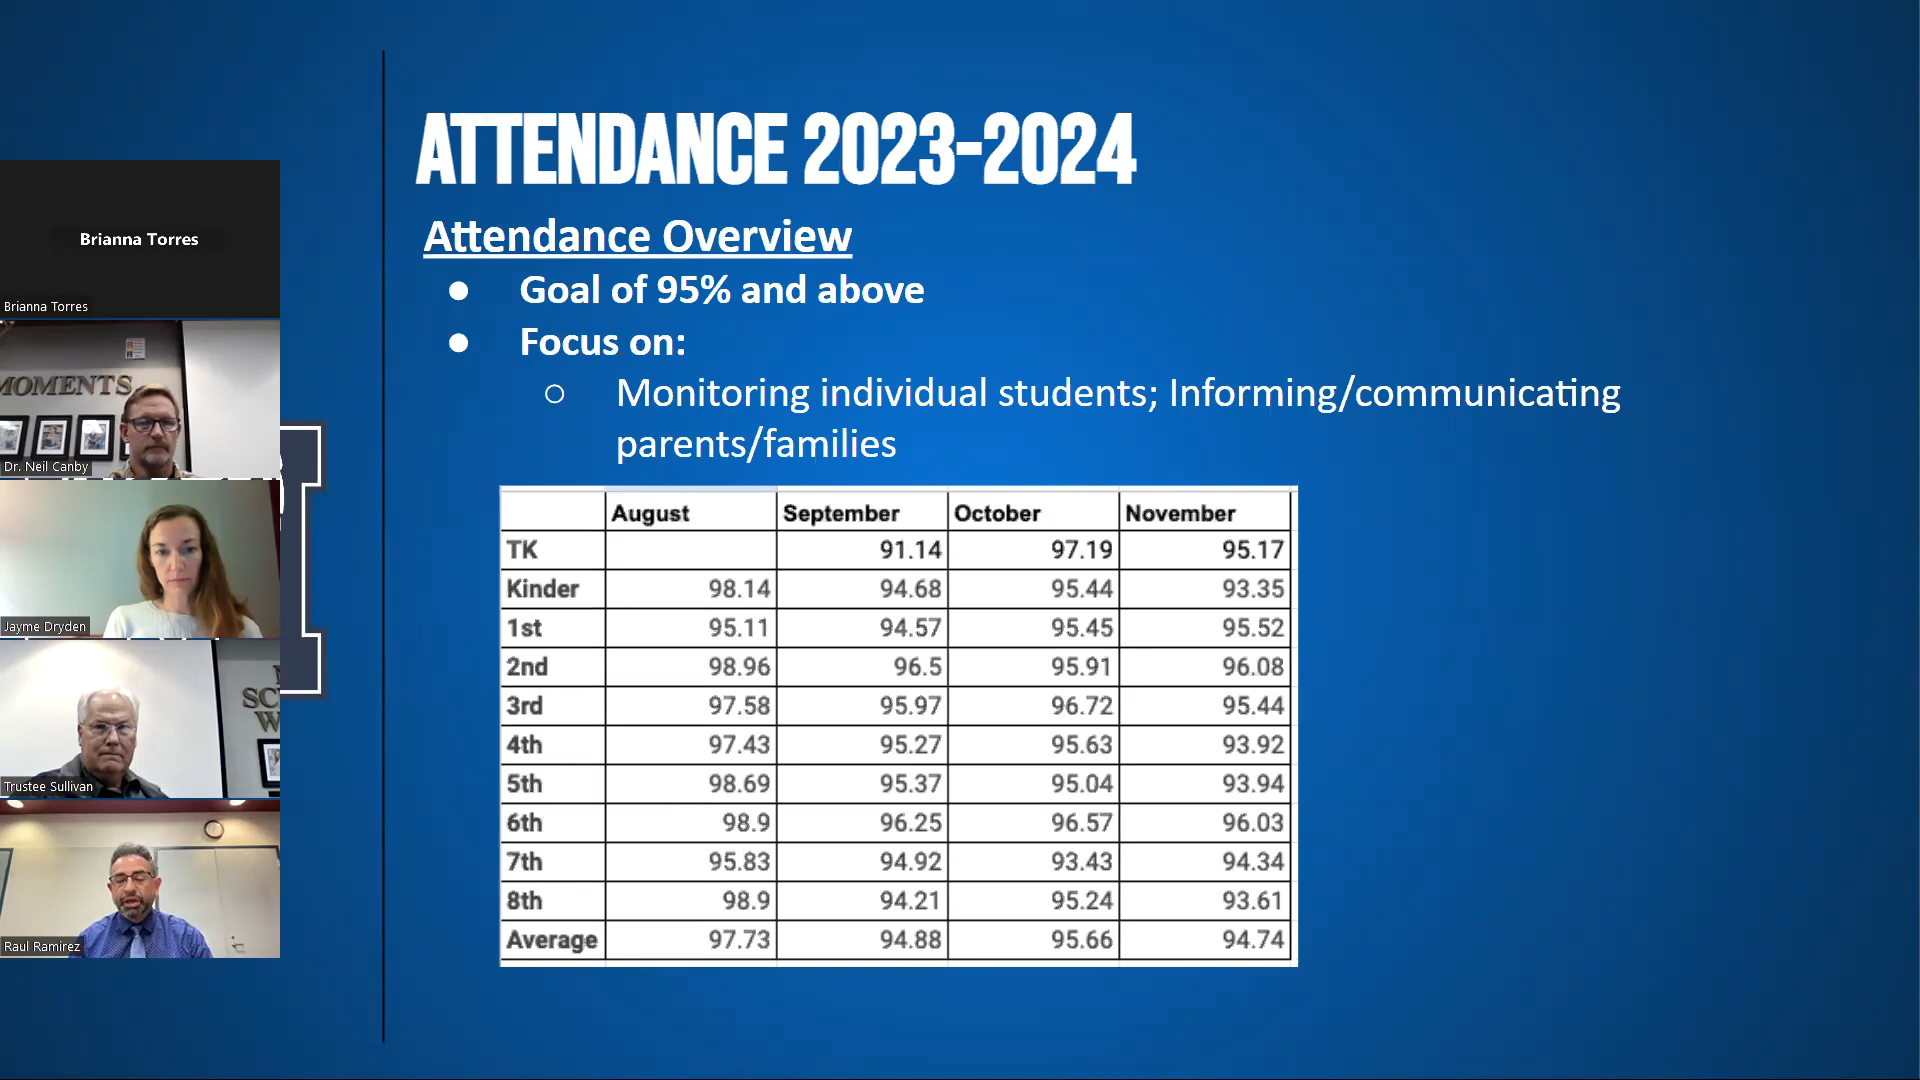 ATTENDANCE 2023-2024
Attendance Overview
● Goal of 95% and above
● Focus on:
○ Monitoring individual students; Informing/communicating
parents/families
August September October November
TK 91.14 97.19 95.17
Kinder 98.14 94.68 95.44 93.35
1st 95.11 94.57 95.45 95.52
2nd 98.96 96.5 95.91 96.08
3rd 97.58 95.97 96.72 95.44
4th 97.43 95.27 95.63 93.92
5th 98.69 95.37 95.04 93.94
6th 98.9 96.25 96.57 96.03
7th 95.83 94.92 93.43 94.34
8th 98.9 94.21 95.24 93.61
Average 97.73 94.88 95.66 94.74
Brianna Torres
Brianna Torres
MOMENTS
Dr. Neil Canby
Jayme Dryden
Trustee Sullivan
Raul Ramirez